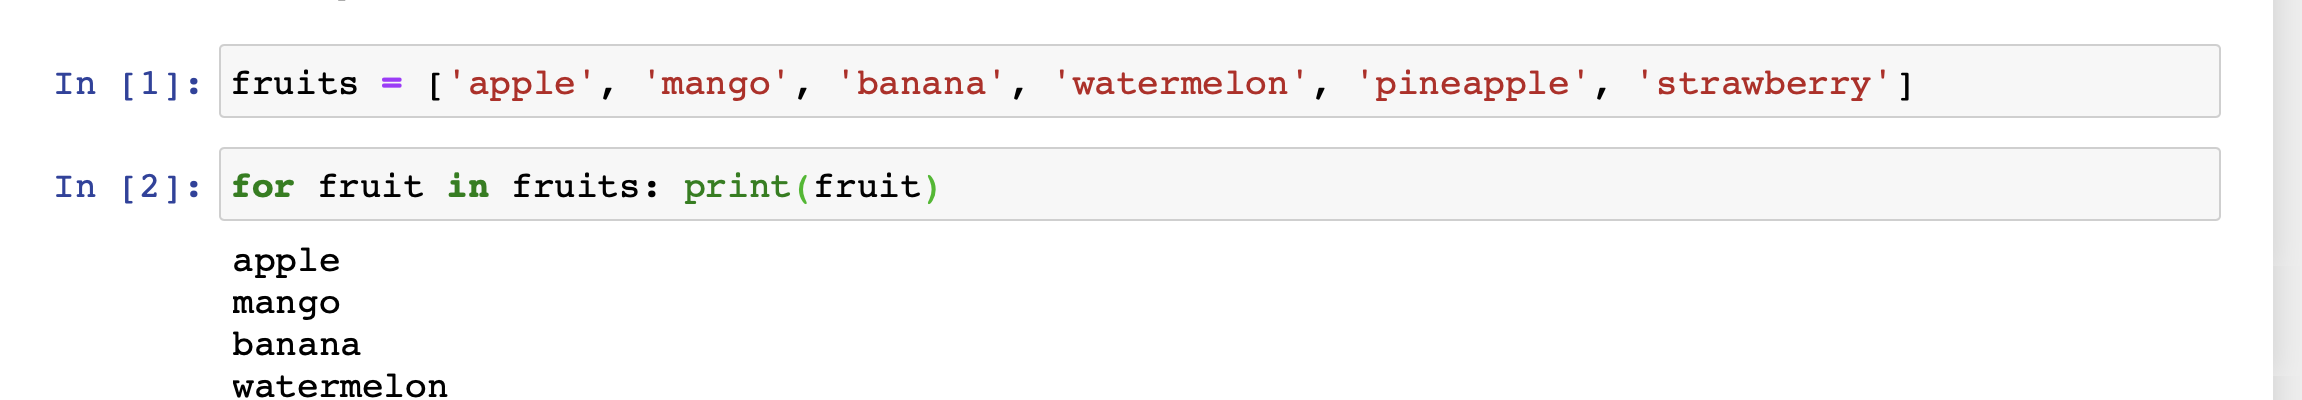 In [1]: fruits = ['apple', 'mango', 'banana', 'watermelon', 'pineapple', 'strawberry']
In [2]: for fruit in fruits: print(fruit)
apple
mango
banana
watermelon